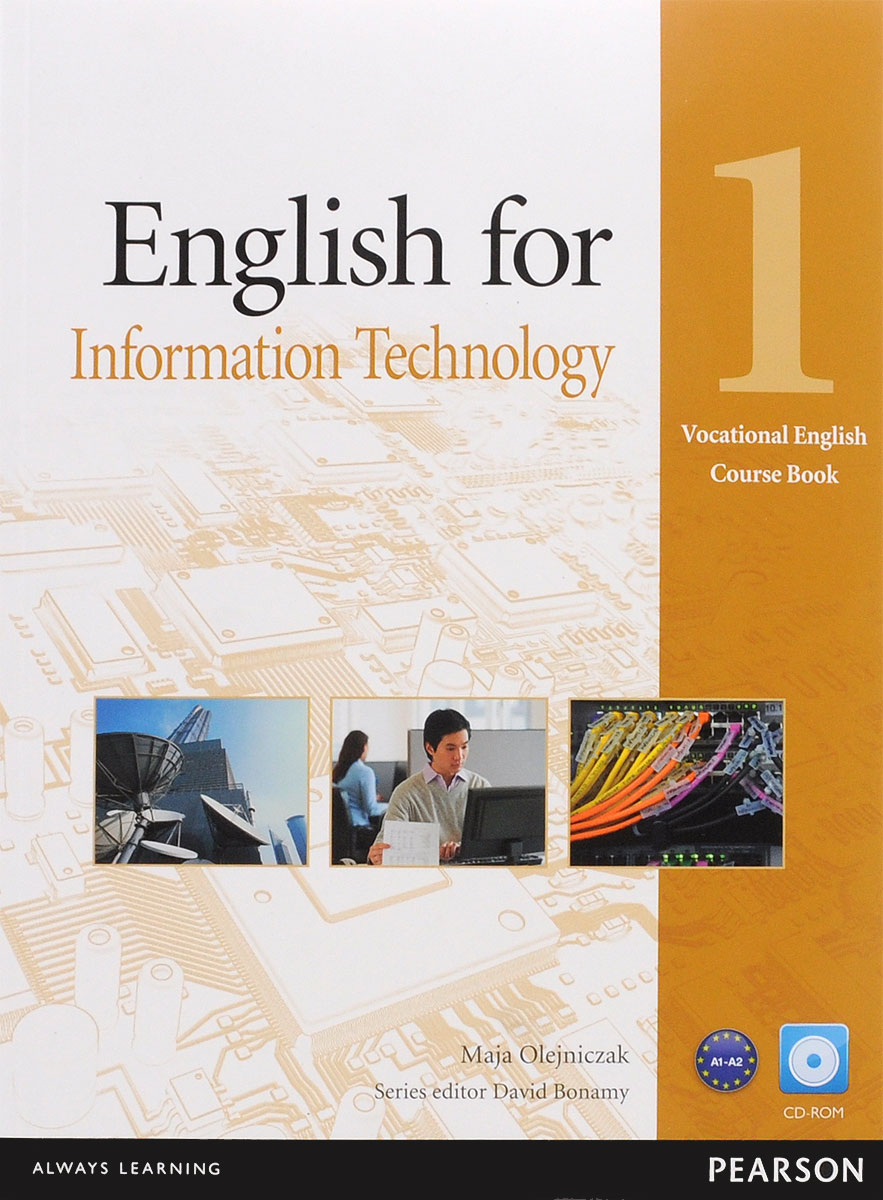 English for
Information Technology
1
Vocational English
Course Book
Maja Olejniczak
Series editor David Bonamy
A1-A2
CD-ROM
ALWAYS LEARNING
PEARSON